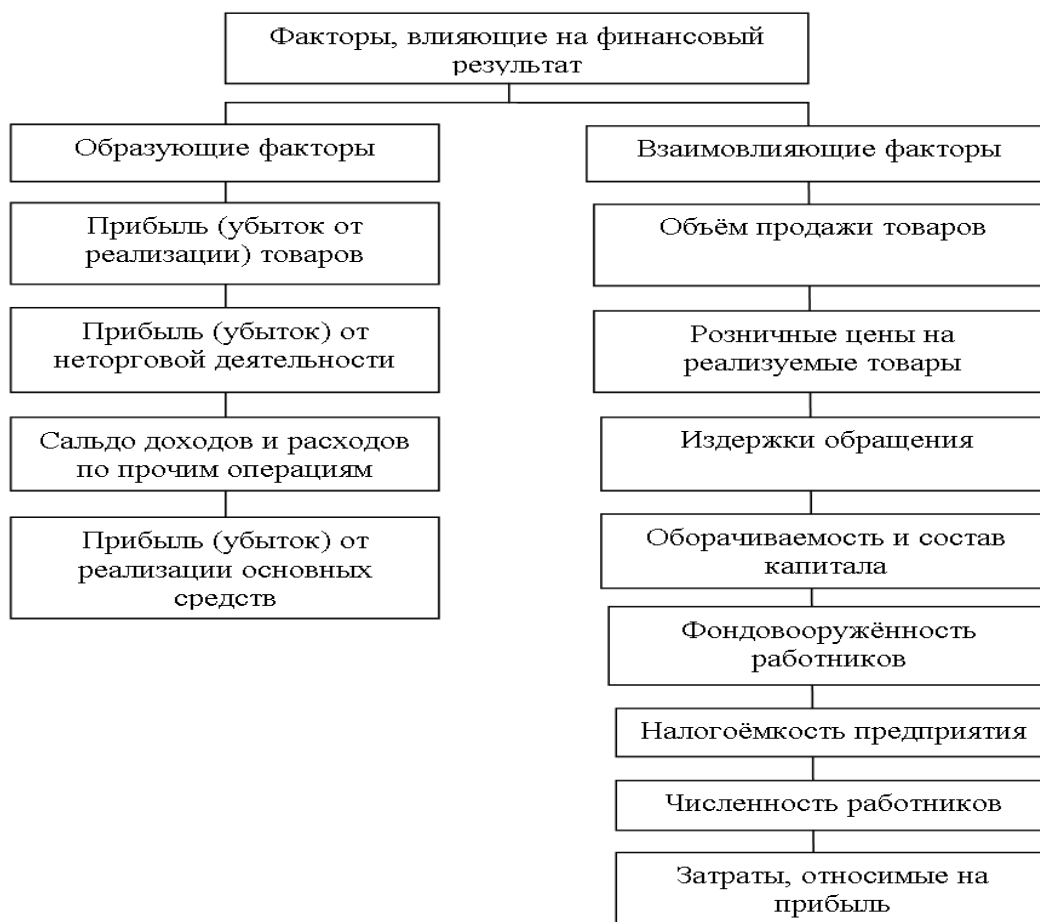 Факторы, влияющие на финансовый
результат
Образующие факторы
Прибыль (убыток от
реализации) товаров
Прибыль (убыток) от
неторговой деятельности
Сальдо доходов и расходов
по прочим операциям
Прибыль (убыток) от
реализации основных
средств
Взаимовлияющие факторы
Объём продажи товаров
Розничные цены на
реализуемые товары
Издержки обращения
Оборачиваемость и состав
капитала
Фондовооружённость
работников
Налогоёмкость предприятия
Численность работников
Затраты, относимые на
прибыль